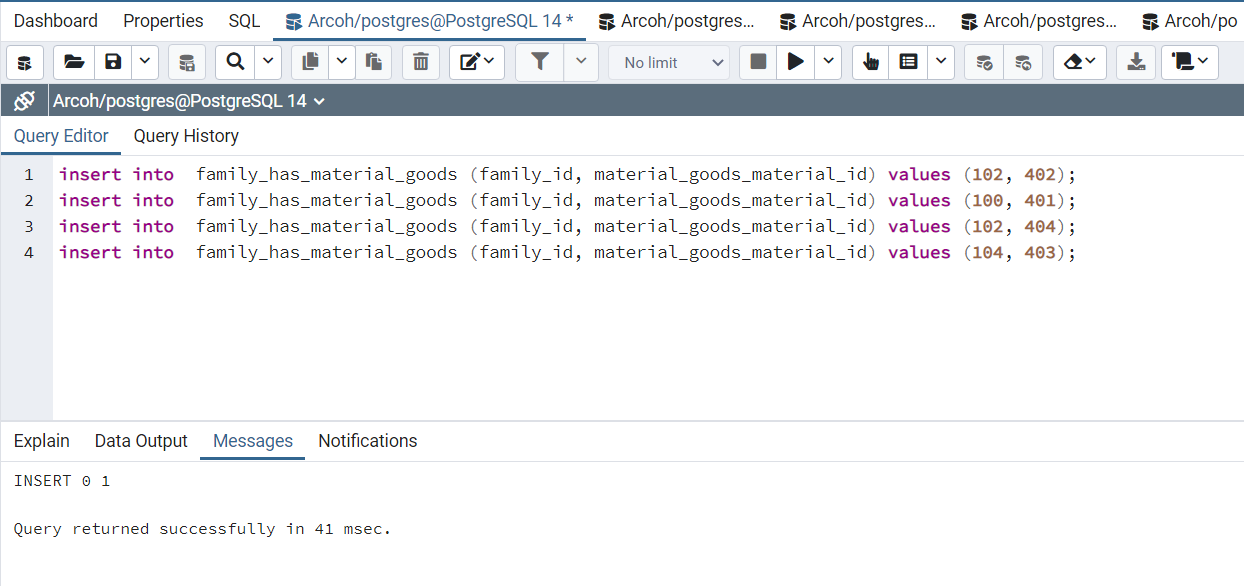 Dashboard Properties SQL Arcoh/postgres@PostgreSQL 14 * Arcoh/postgres... Arcoh/postgres... Arcoh/postgres... Arcoh/po
No limit
Arcoh/postgres@PostgreSQL 14
Query Editor Query History
1 insert into  family_has_material_goods (family_id, material_goods_material_id) values (102, 402);
2 insert into  family_has_material_goods (family_id, material_goods_material_id) values (100, 401);
3 insert into  family_has_material_goods (family_id, material_goods_material_id) values (102, 404);
4 insert into  family_has_material_goods (family_id, material_goods_material_id) values (104, 403);
Explain Data Output Messages Notifications
INSERT 0 1
Query returned successfully in 41 msec.